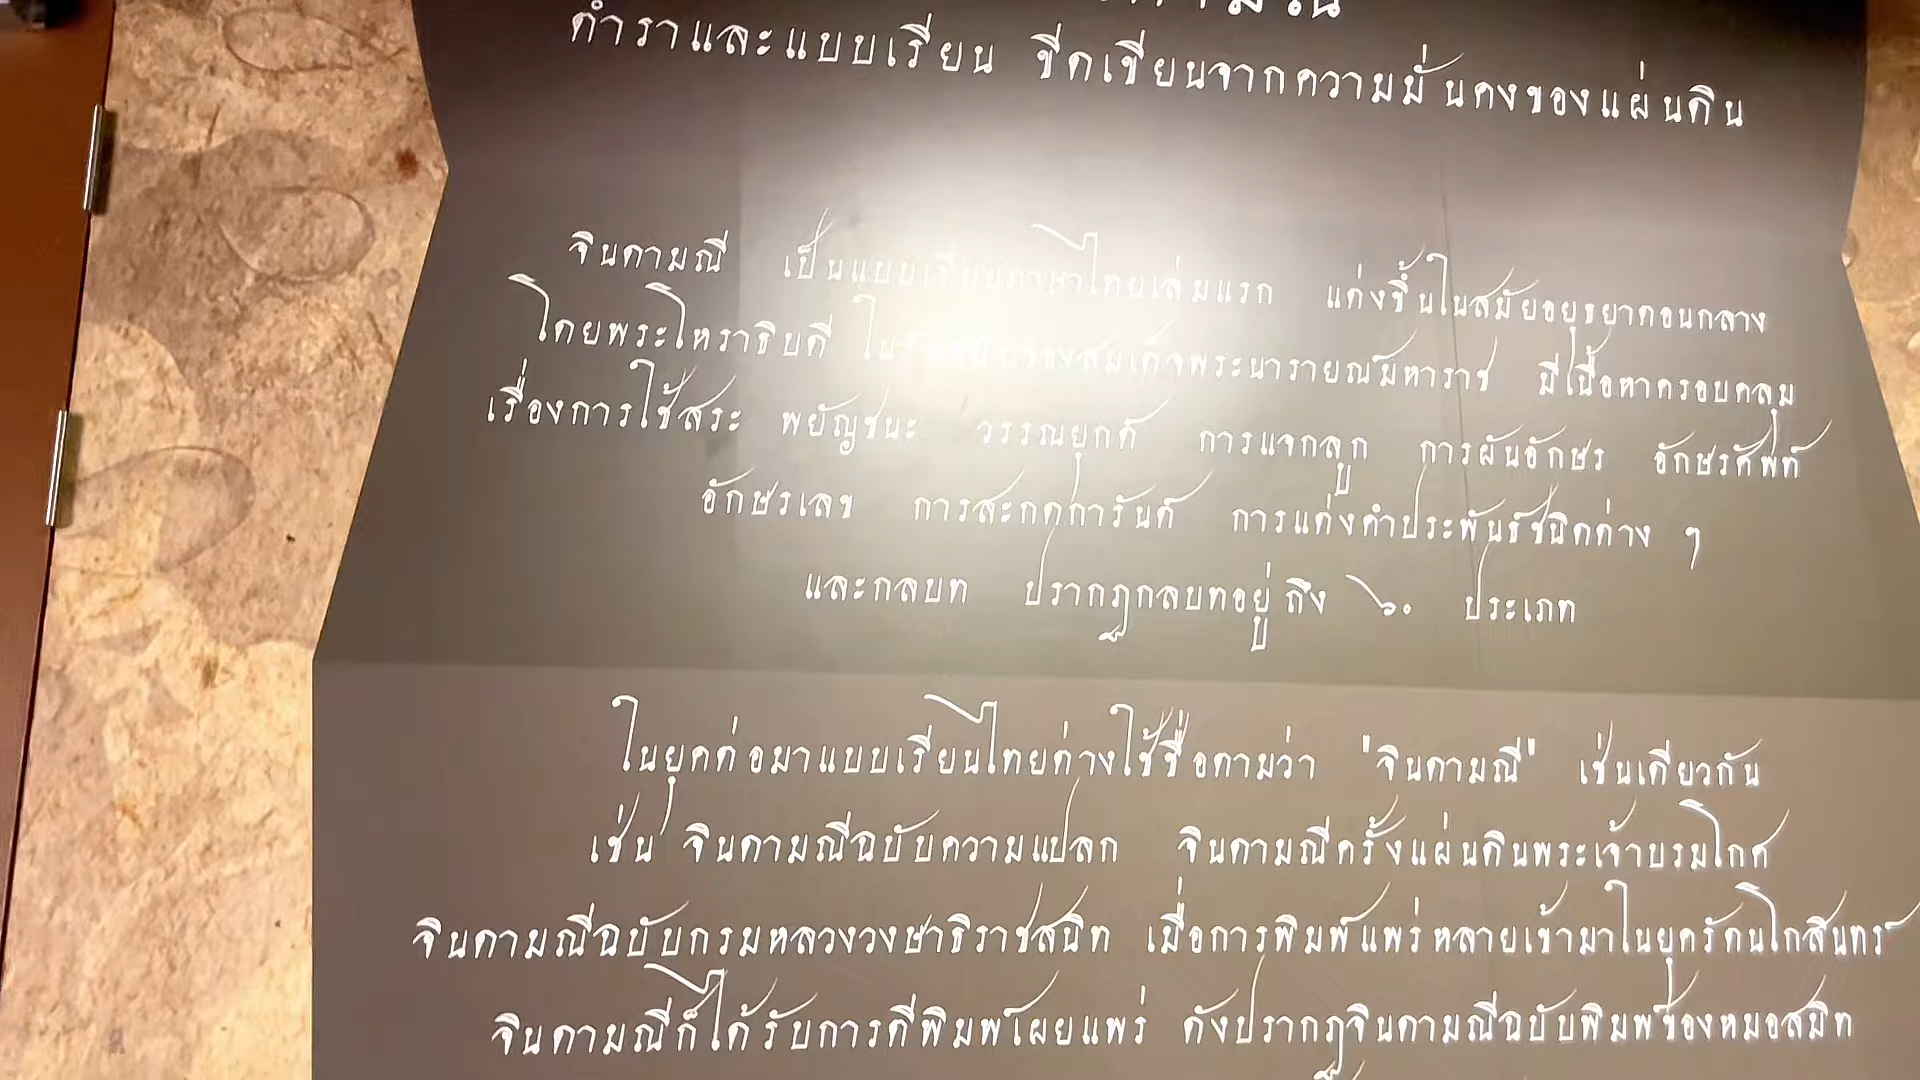 ตำราและแบบเรียน ขีดเขียนจากความมั่นคงของแผ่นดิน
จินดามณี เป็นแบบเรียนภาษาไทยเล่มแรก แต่งขึ้นในสมัยอยุธยาตอนกลาง
โดยพระโหราธิบดี ใน ของสมเด็จพระนารายณ์มหาราช มีเนื้อหาครอบคลุม
เรื่องการใช้สระ พยัญชนะ วรรณยุกต์ การแจกลูก การผันอักษร อักษรศัพท์
อักษรเลข การสะกดการันต์ การแต่งคำประพันธ์ชนิดต่าง ๆ
และกลบท ปรากฏกลบทอยู่ถึง ๖๐ ประเภท
ในยุคต่อมาแบบเรียนไทยต่างใช้ชื่อตามว่า "จินดามณี" เช่นเดียวกัน
เช่น จินดามณีฉบับความแปลก จินดามณีครั้งแผ่นดินพระเจ้าบรมโกศ
จินดามณีฉบับกรมหลวงวงษาธิราชสนิท เมื่อการพิมพ์แพร่หลายเข้ามาในยุครัตนโกสินทร์
จินดามณีก็ได้รับการตีพิมพ์เผยแพร่ ดังปรากฏจินดามณีฉบับพิมพ์ของหมอสมิท